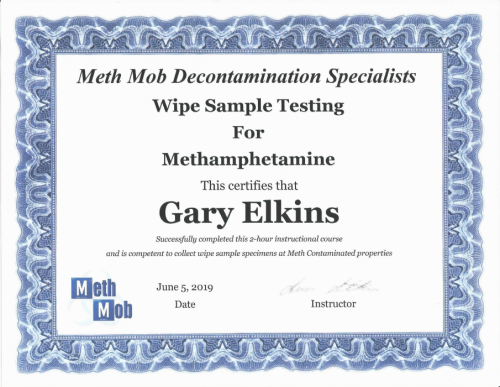 Meth Mob Decontamination Specialists
Wipe Sample Testing
For
Methamphetamine
This certifies that
Gary Elkins
Successfully completed this 2-hour instructional course
and is competent to collect wipe sample specimens at Meth Contaminated properties
Meth
Mob
June 5, 2019
Date
Instructor